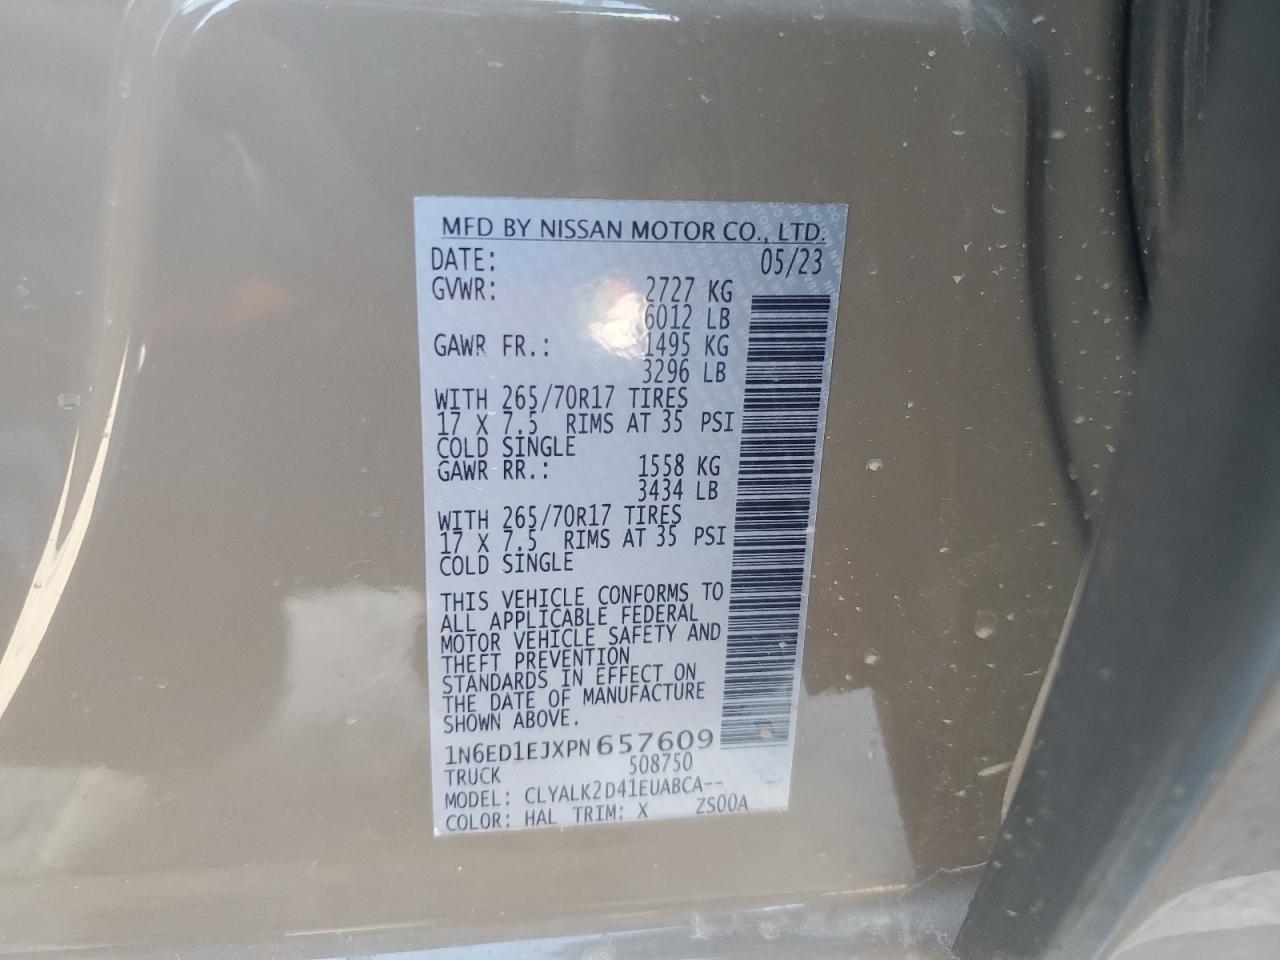 MFD BY NISSAN MOTOR CO., LTD.
DATE: 05/23
GVWR: 2727 KG
6012 LB
GAWR FR.: 1495 KG
3296 LB
WITH 265/70R17 TIRES
17 X 7.5 RIMS AT 35 PSI
COLD SINGLE
GAWR RR.: 1558 KG
3434 LB
WITH 265/70R17 TIRES
17 X 7.5 RIMS AT 35 PSI
COLD SINGLE
THIS VEHICLE CONFORMS TO
ALL APPLICABLE FEDERAL
MOTOR VEHICLE SAFETY AND
THEFT PREVENTION
STANDARDS IN EFFECT ON
THE DATE OF MANUFACTURE
SHOWN ABOVE.
1N6ED1EJXPN657609
TRUCK 508750
MODEL: CLYALK2D41EUABCA--
COLOR: HAL TRIM: X ZS00A